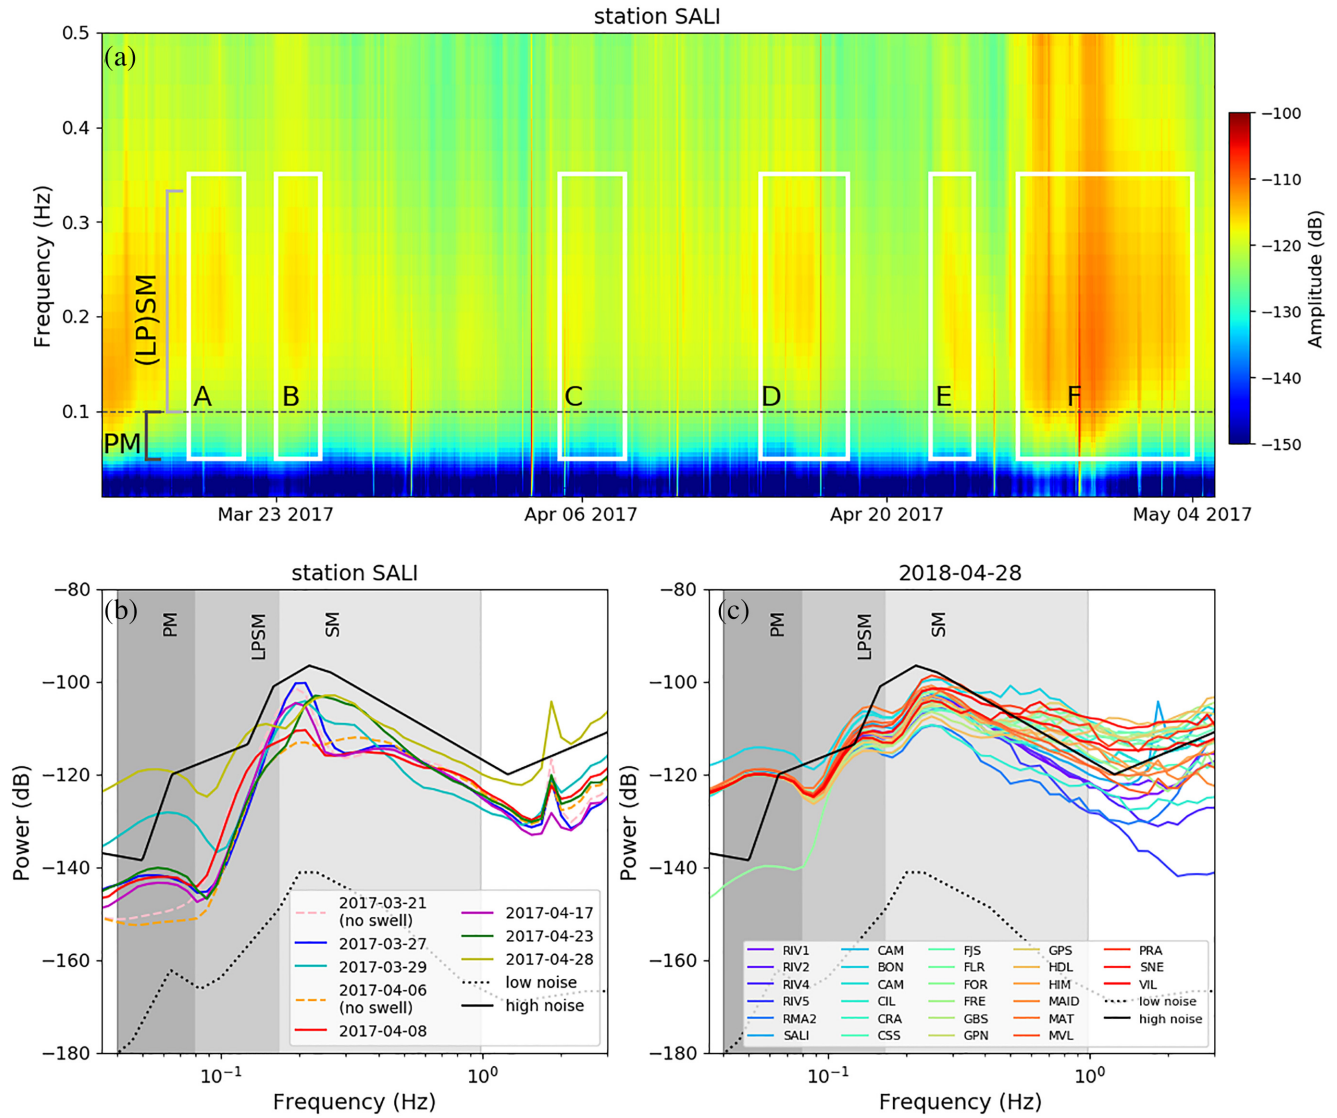 station SALI
(a)
0.5
0.4
0.3
0.2
0.1
Frequency (Hz)
(LP)SM
PM
A
B
C
D
E
F
Mar 23 2017
Apr 06 2017
Apr 20 2017
May 04 2017
−100
−110
−120
−130
−140
−150
Amplitude (dB)
station SALI
(b)
PM
LPSM
SM
−80
−100
−120
−140
−160
−180
Power (dB)
10⁻¹
10⁰
Frequency (Hz)
2017-03-21
(no swell)
2017-03-27
2017-03-29
2017-04-06
(no swell)
2017-04-08
2017-04-17
2017-04-23
2017-04-28
low noise
high noise
2018-04-28
(c)
PM
LPSM
SM
−80
−100
−120
−140
−160
−180
Power (dB)
10⁻¹
10⁰
Frequency (Hz)
RIV1
RIV2
RIV4
RIV5
RMA2
SALI
CAM
BON
CAM
CIL
CRA
CSS
FJS
FLR
FOR
FRE
GBS
GPN
GPS
HDL
HIM
MAID
MAT
MVL
PRA
SNE
VIL
low noise
high noise